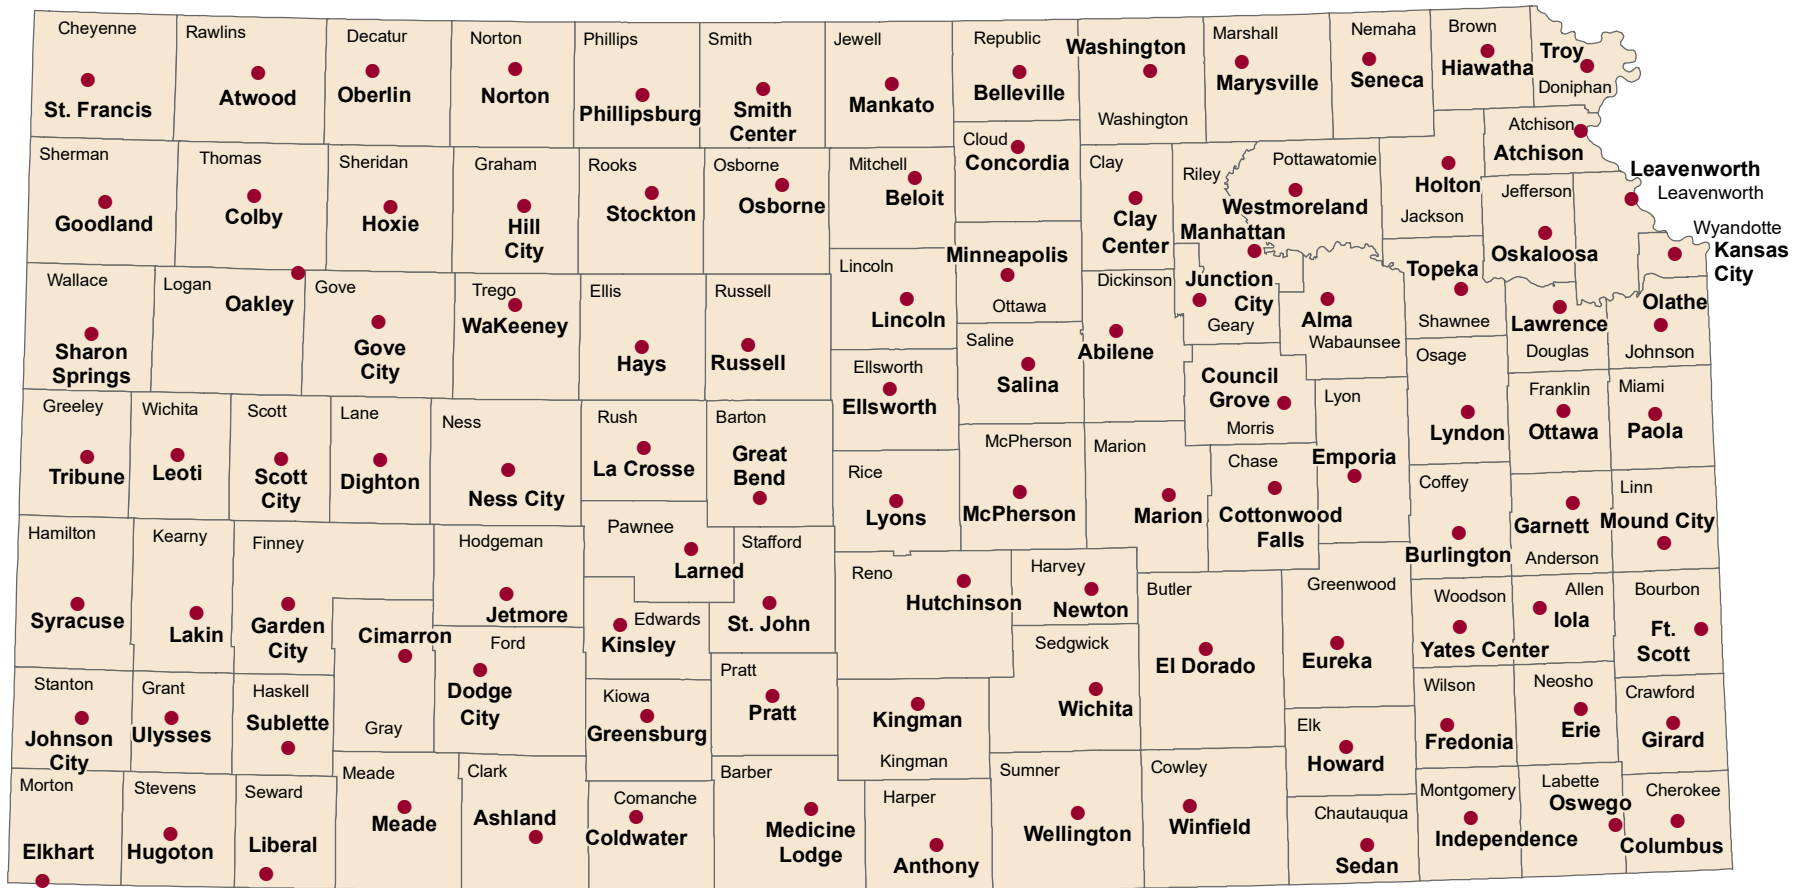 Cheyenne
St. Francis
Rawlins
Atwood
Decatur
Oberlin
Norton
Norton
Phillips
Phillipsburg
Smith
Smith
Center
Jewell
Mankato
Republic
Belleville
Washington
Washington
Marshall
Marysville
Nemaha
Seneca
Brown
Hiawatha
Troy
Doniphan
Sherman
Goodland
Thomas
Colby
Sheridan
Hoxie
Graham
Hill
City
Rooks
Stockton
Osborne
Osborne
Mitchell
Beloit
Cloud
Concordia
Clay
Clay
Center
Riley
Manhattan
Pottawatomie
Westmoreland
Holton
Jackson
Atchison
Atchison
Jefferson
Oskaloosa
Leavenworth
Leavenworth
Wyandotte
Kansas
City
Wallace
Sharon
Springs
Logan
Oakley
Gove
Gove
City
Trego
WaKeeney
Ellis
Hays
Russell
Russell
Lincoln
Lincoln
Minneapolis
Ottawa
Dickinson
Abilene
Junction
City
Geary
Alma
Wabaunsee
Topeka
Shawnee
Lawrence
Douglas
Olathe
Johnson
Ellsworth
Ellsworth
Saline
Salina
Council
Grove
Morris
Lyon
Emporia
Osage
Lyndon
Franklin
Ottawa
Miami
Paola
Greeley
Tribune
Wichita
Leoti
Scott
Scott
City
Lane
Dighton
Ness
Ness City
Rush
La Crosse
Barton
Great
Bend
Rice
Lyons
McPherson
McPherson
Marion
Marion
Chase
Cottonwood
Falls
Coffey
Burlington
Garnett
Anderson
Linn
Mound City
Hamilton
Syracuse
Kearny
Lakin
Finney
Garden
City
Hodgeman
Jetmore
Pawnee
Larned
Stafford
St. John
Edwards
Kinsley
Reno
Hutchinson
Harvey
Newton
Butler
El Dorado
Greenwood
Eureka
Woodson
Yates Center
Allen
Iola
Bourbon
Ft.
Scott
Cimarron
Gray
Ford
Dodge
City
Sedgwick
Wichita
Stanton
Johnson
City
Grant
Ulysses
Haskell
Sublette
Kiowa
Greensburg
Pratt
Pratt
Kingman
Kingman
Elk
Howard
Wilson
Fredonia
Neosho
Erie
Crawford
Girard
Morton
Elkhart
Stevens
Hugoton
Seward
Liberal
Meade
Meade
Clark
Ashland
Comanche
Coldwater
Barber
Medicine
Lodge
Harper
Anthony
Sumner
Wellington
Cowley
Winfield
Chautauqua
Sedan
Montgomery
Independence
Labette
Oswego
Cherokee
Columbus